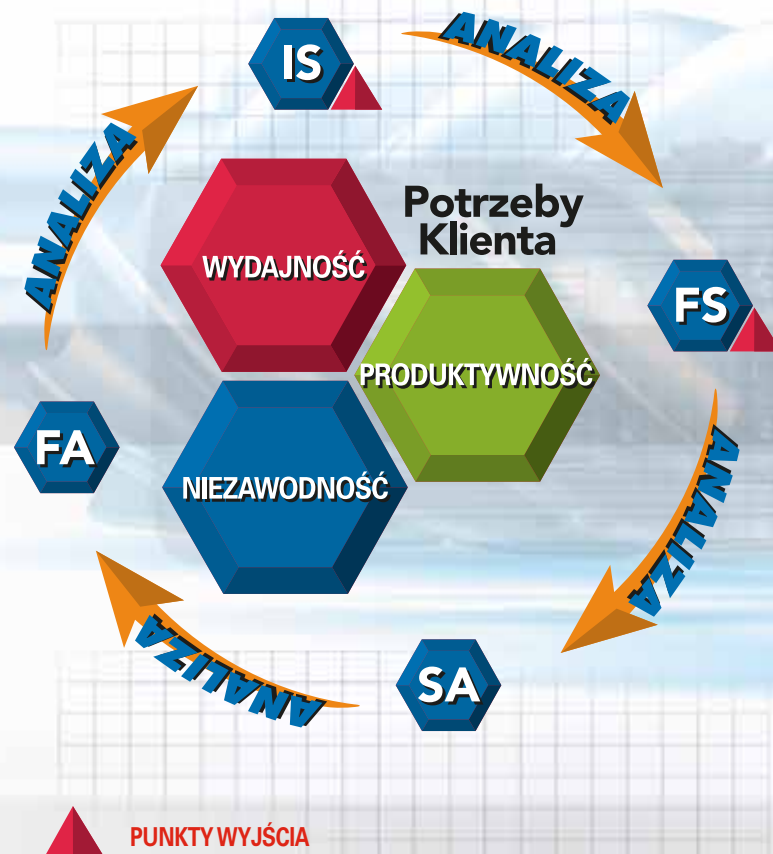 IS
ANALIZA
ANALIZA
Potrzeby
Klienta
WYDAJNOŚĆ
FS
PRODUKTYWNOŚĆ
FA
NIEZAWODNOŚĆ
ANALIZA
ANALIZA
SA
PUNKTY WYJŚCIA